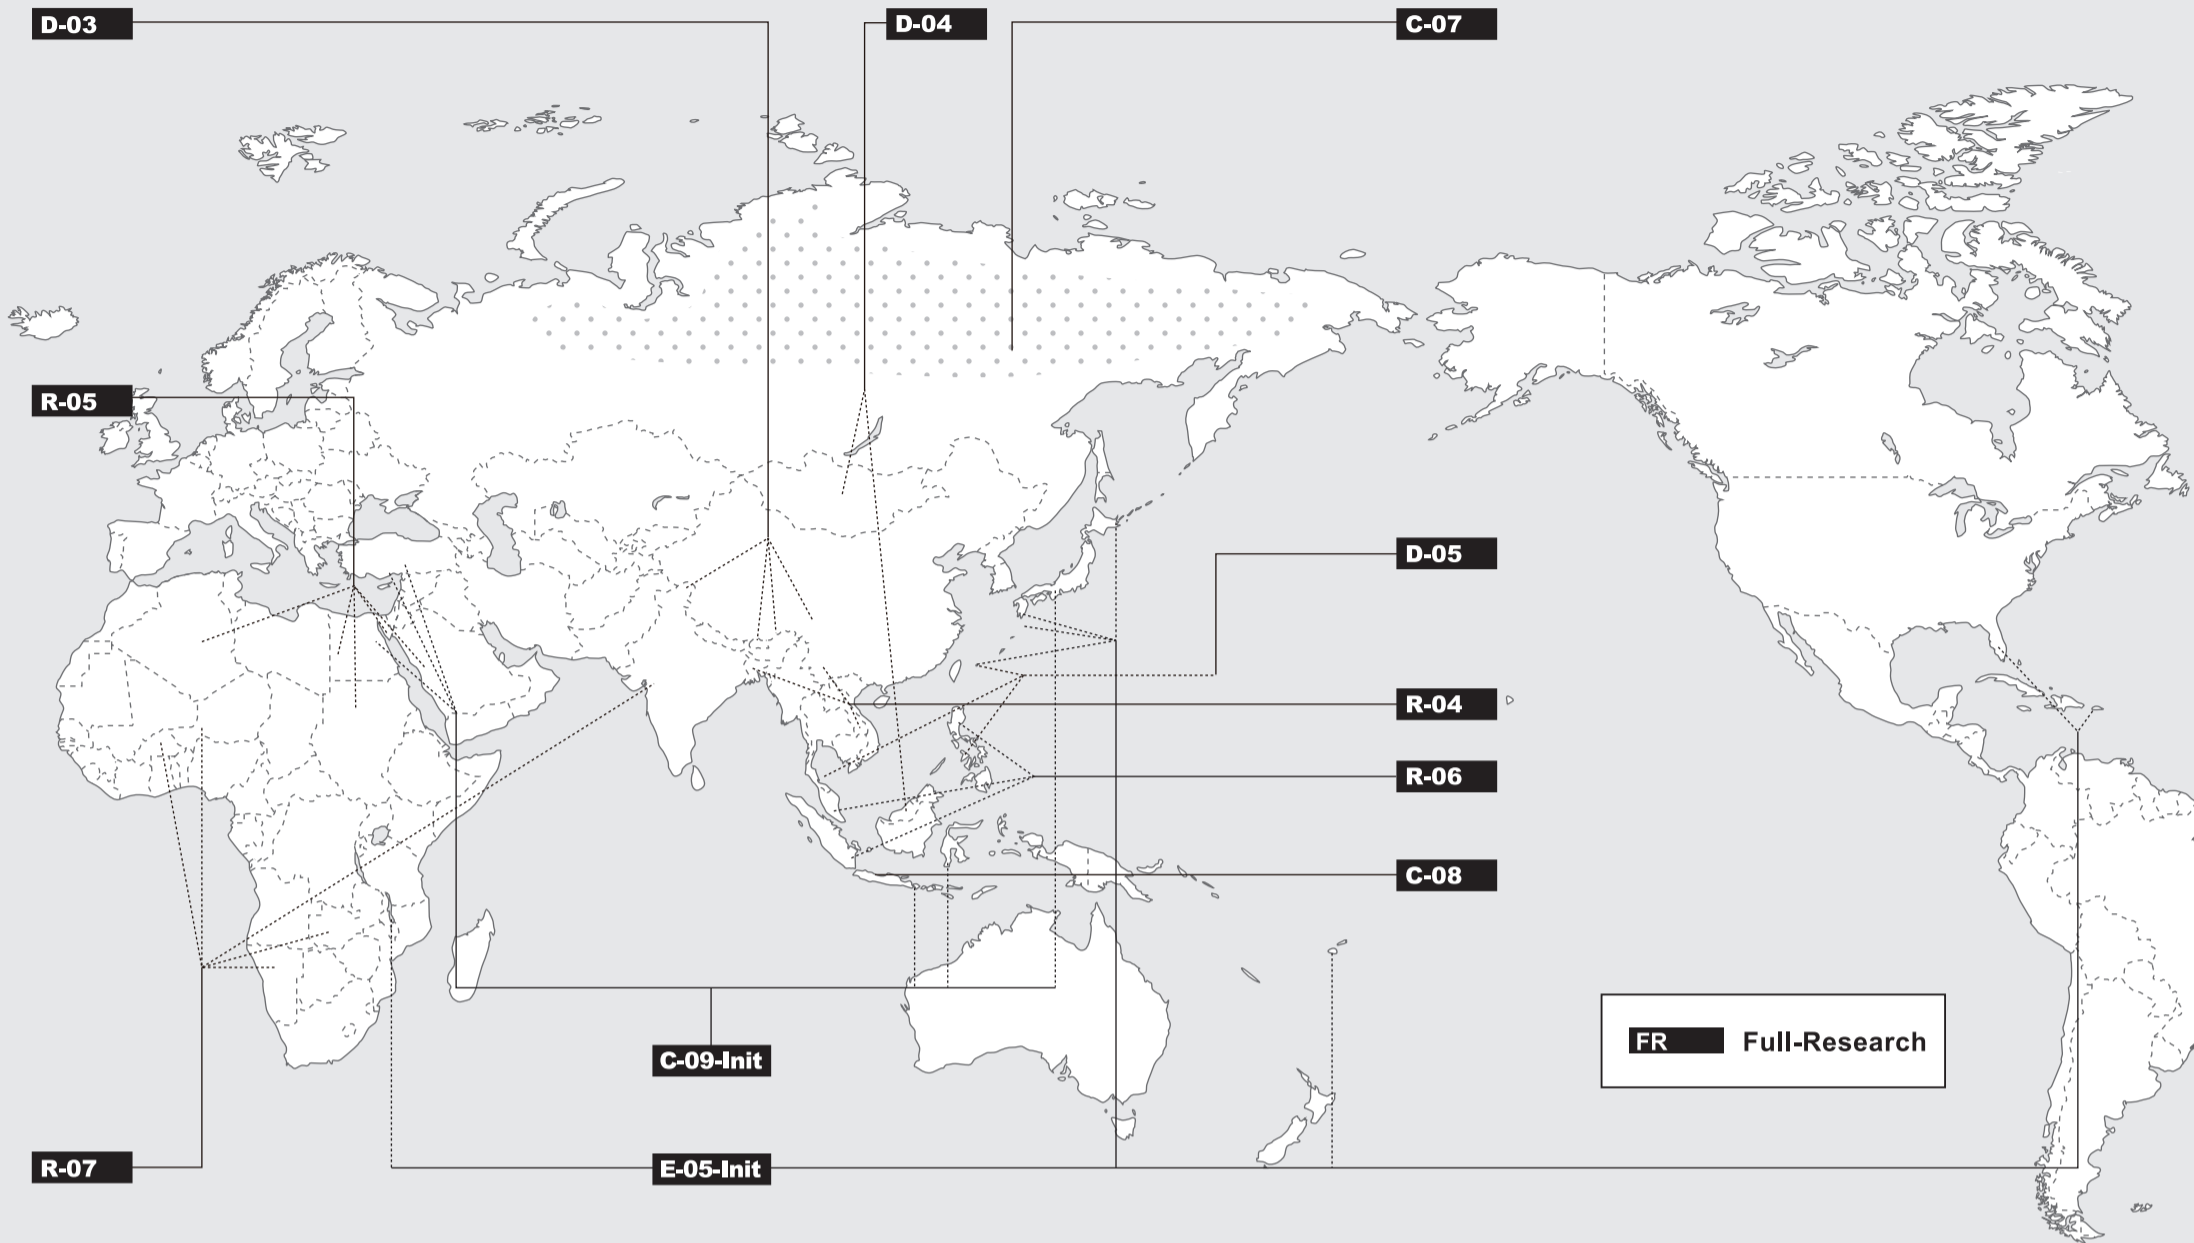 D-03
D-04
C-07
R-05
D-05
R-04
R-06
C-08
FR Full-Research
C-09-Init
R-07
E-05-Init